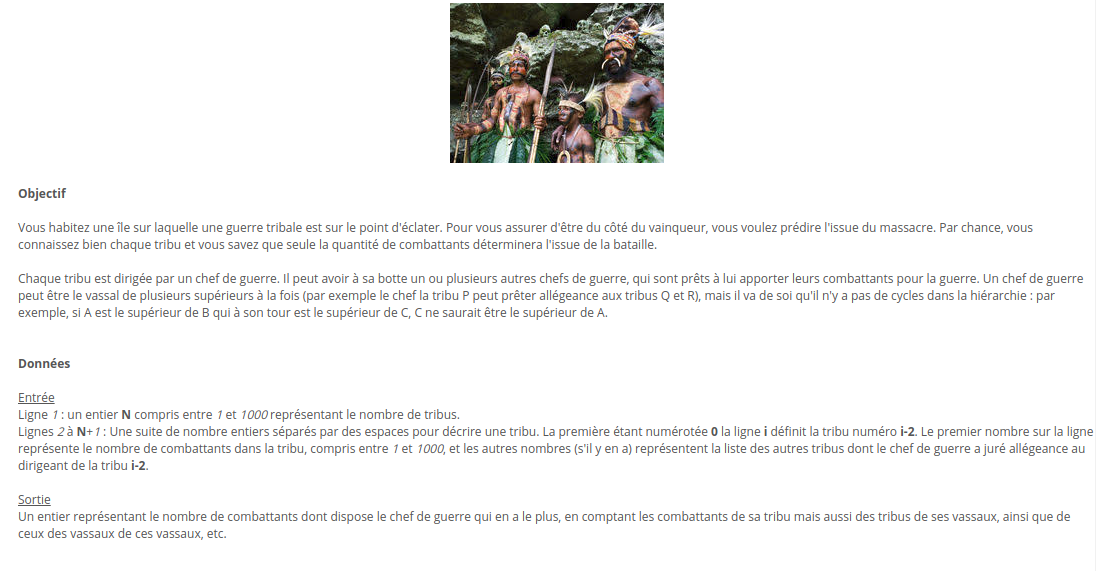 Objectif
Vous habitez une île sur laquelle une guerre tribale est sur le point d'éclater. Pour vous assurer d'être du côté du vainqueur, vous voulez prédire l'issue du massacre. Par chance, vous
connaissez bien chaque tribu et vous savez que seule la quantité de combattants déterminera l'issue de la bataille.
Chaque tribu est dirigée par un chef de guerre. Il peut avoir à sa botte un ou plusieurs autres chefs de guerre, qui sont prêts à lui apporter leurs combattants pour la guerre. Un chef de guerre
peut être le vassal de plusieurs supérieurs à la fois (par exemple le chef la tribu P peut prêter allégeance aux tribus Q et R), mais il va de soi qu'il n'y a pas de cycles dans la hiérarchie : par
exemple, si A est le supérieur de B qui à son tour est le supérieur de C, C ne saurait être le supérieur de A.
Données
Entrée
Ligne 1 : un entier N compris entre 1 et 1000 représentant le nombre de tribus.
Lignes 2 à N+1 : Une suite de nombre entiers séparés par des espaces pour décrire une tribu. La première étant numérotée 0 la ligne i définit la tribu numéro i-2. Le premier nombre sur la ligne
représente le nombre de combattants dans la tribu, compris entre 1 et 1000, et les autres nombres (s'il y en a) représentent la liste des autres tribus dont le chef de guerre a juré allégeance au
dirigeant de la tribu i-2.
Sortie
Un entier représentant le nombre de combattants dont dispose le chef de guerre qui en a le plus, en comptant les combattants de sa tribu mais aussi des tribus de ses vassaux, ainsi que de
ceux des vassaux de ces vassaux, etc.